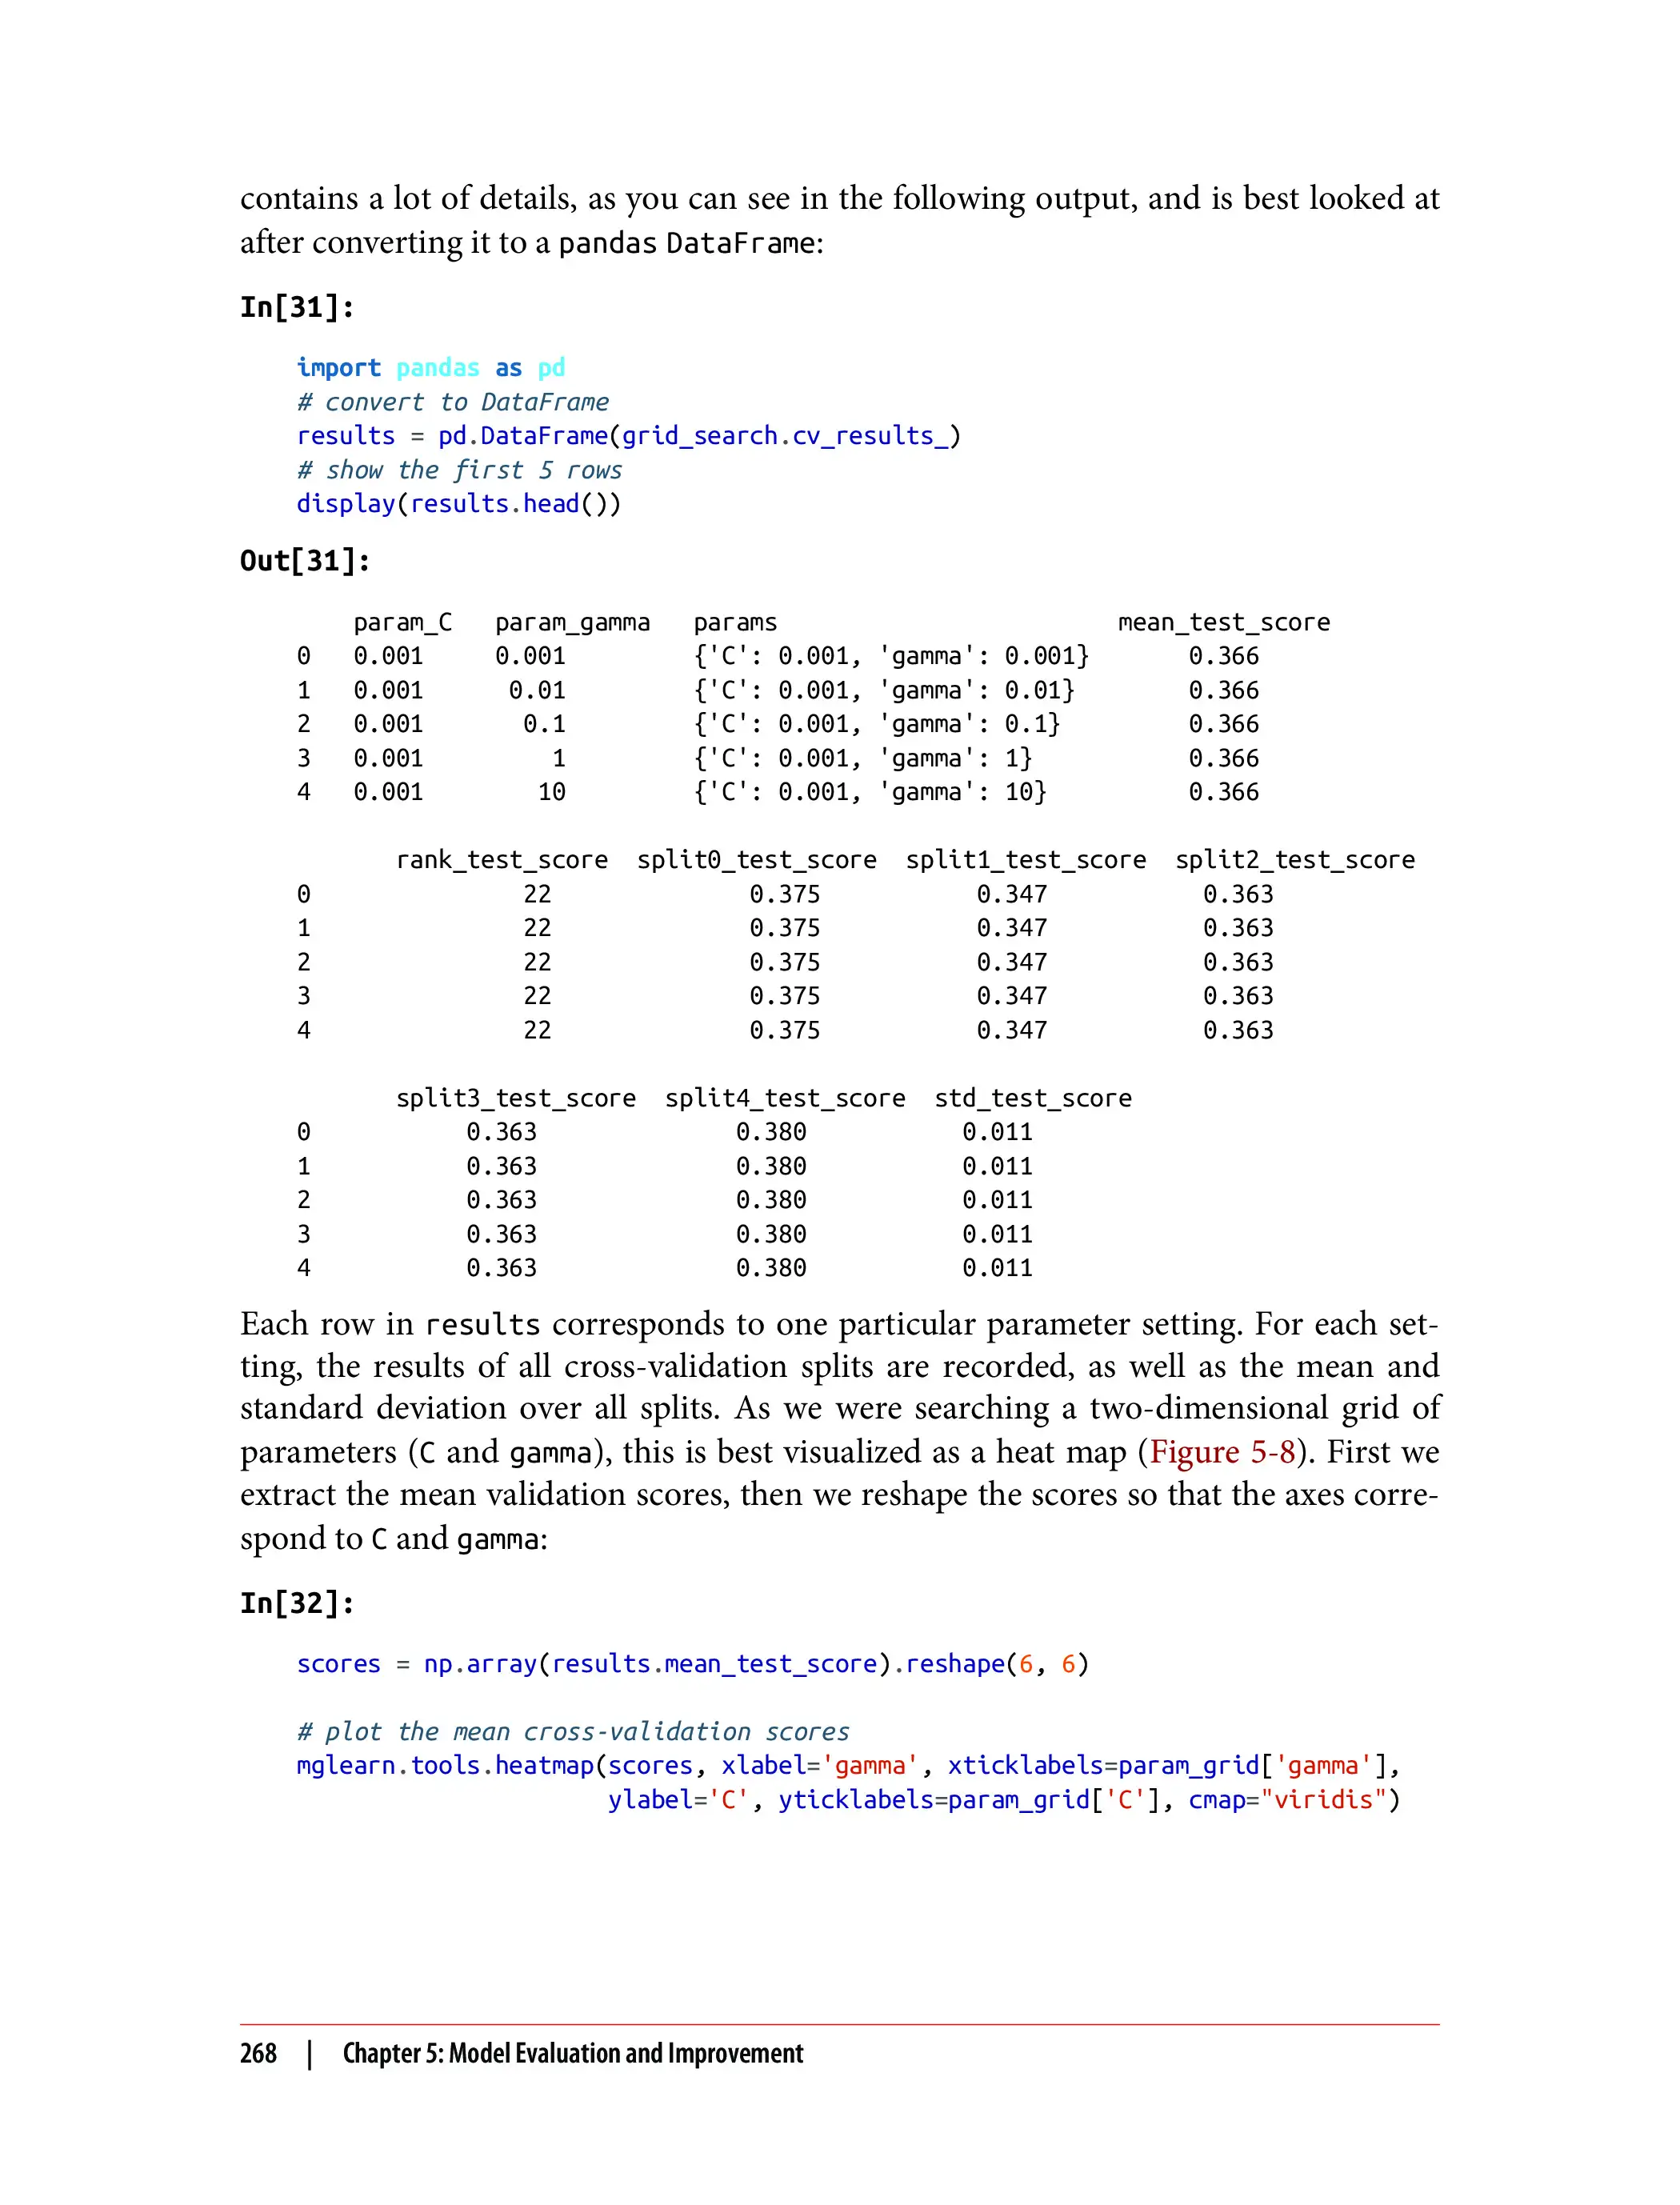 contains a lot of details, as you can see in the following output, and is best looked at
after converting it to a pandas DataFrame:
In[31]:
import pandas as pd
# convert to DataFrame
results = pd.DataFrame(grid_search.cv_results_)
# show the first 5 rows
display(results.head())
Out[31]:
    param_C   param_gamma   params                        mean_test_score
0   0.001     0.001         {'C': 0.001, 'gamma': 0.001}       0.366
1   0.001      0.01         {'C': 0.001, 'gamma': 0.01}        0.366
2   0.001       0.1         {'C': 0.001, 'gamma': 0.1}         0.366
3   0.001         1         {'C': 0.001, 'gamma': 1}           0.366
4   0.001        10         {'C': 0.001, 'gamma': 10}          0.366
       rank_test_score  split0_test_score  split1_test_score  split2_test_score
0               22              0.375           0.347           0.363
1               22              0.375           0.347           0.363
2               22              0.375           0.347           0.363
3               22              0.375           0.347           0.363
4               22              0.375           0.347           0.363
       split3_test_score  split4_test_score  std_test_score
0           0.363              0.380           0.011
1           0.363              0.380           0.011
2           0.363              0.380           0.011
3           0.363              0.380           0.011
4           0.363              0.380           0.011
Each row in results corresponds to one particular parameter setting. For each set-
ting, the results of all cross-validation splits are recorded, as well as the mean and
standard deviation over all splits. As we were searching a two-dimensional grid of
parameters (C and gamma), this is best visualized as a heat map (Figure 5-8). First we
extract the mean validation scores, then we reshape the scores so that the axes corre-
spond to C and gamma:
In[32]:
scores = np.array(results.mean_test_score).reshape(6, 6)
# plot the mean cross-validation scores
mglearn.tools.heatmap(scores, xlabel='gamma', xticklabels=param_grid['gamma'],
                      ylabel='C', yticklabels=param_grid['C'], cmap="viridis")
268 | Chapter 5: Model Evaluation and Improvement